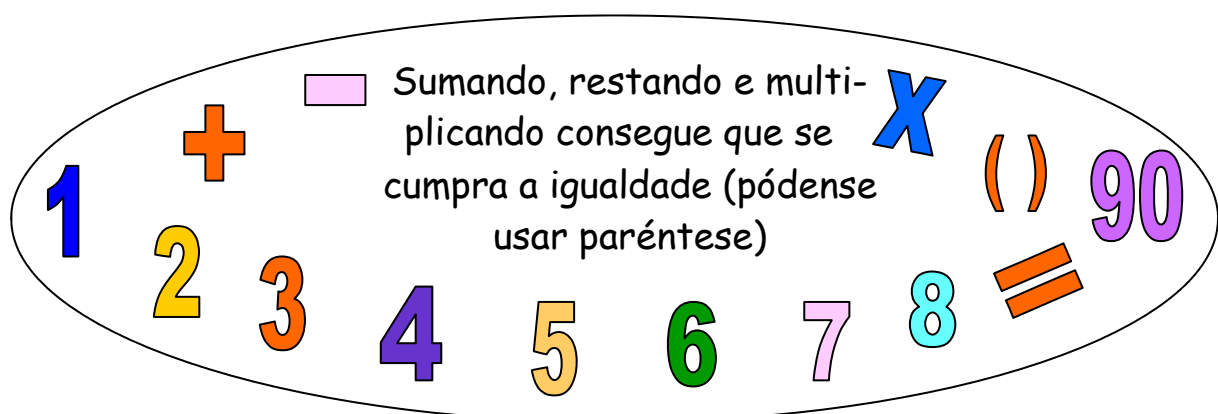 Sumando, restando e multi-
plicando consegue que se
cumpra a igualdade (pódense
usar paréntese)
+ X ( )
1 2 3 4 5 6 7 8 = 90